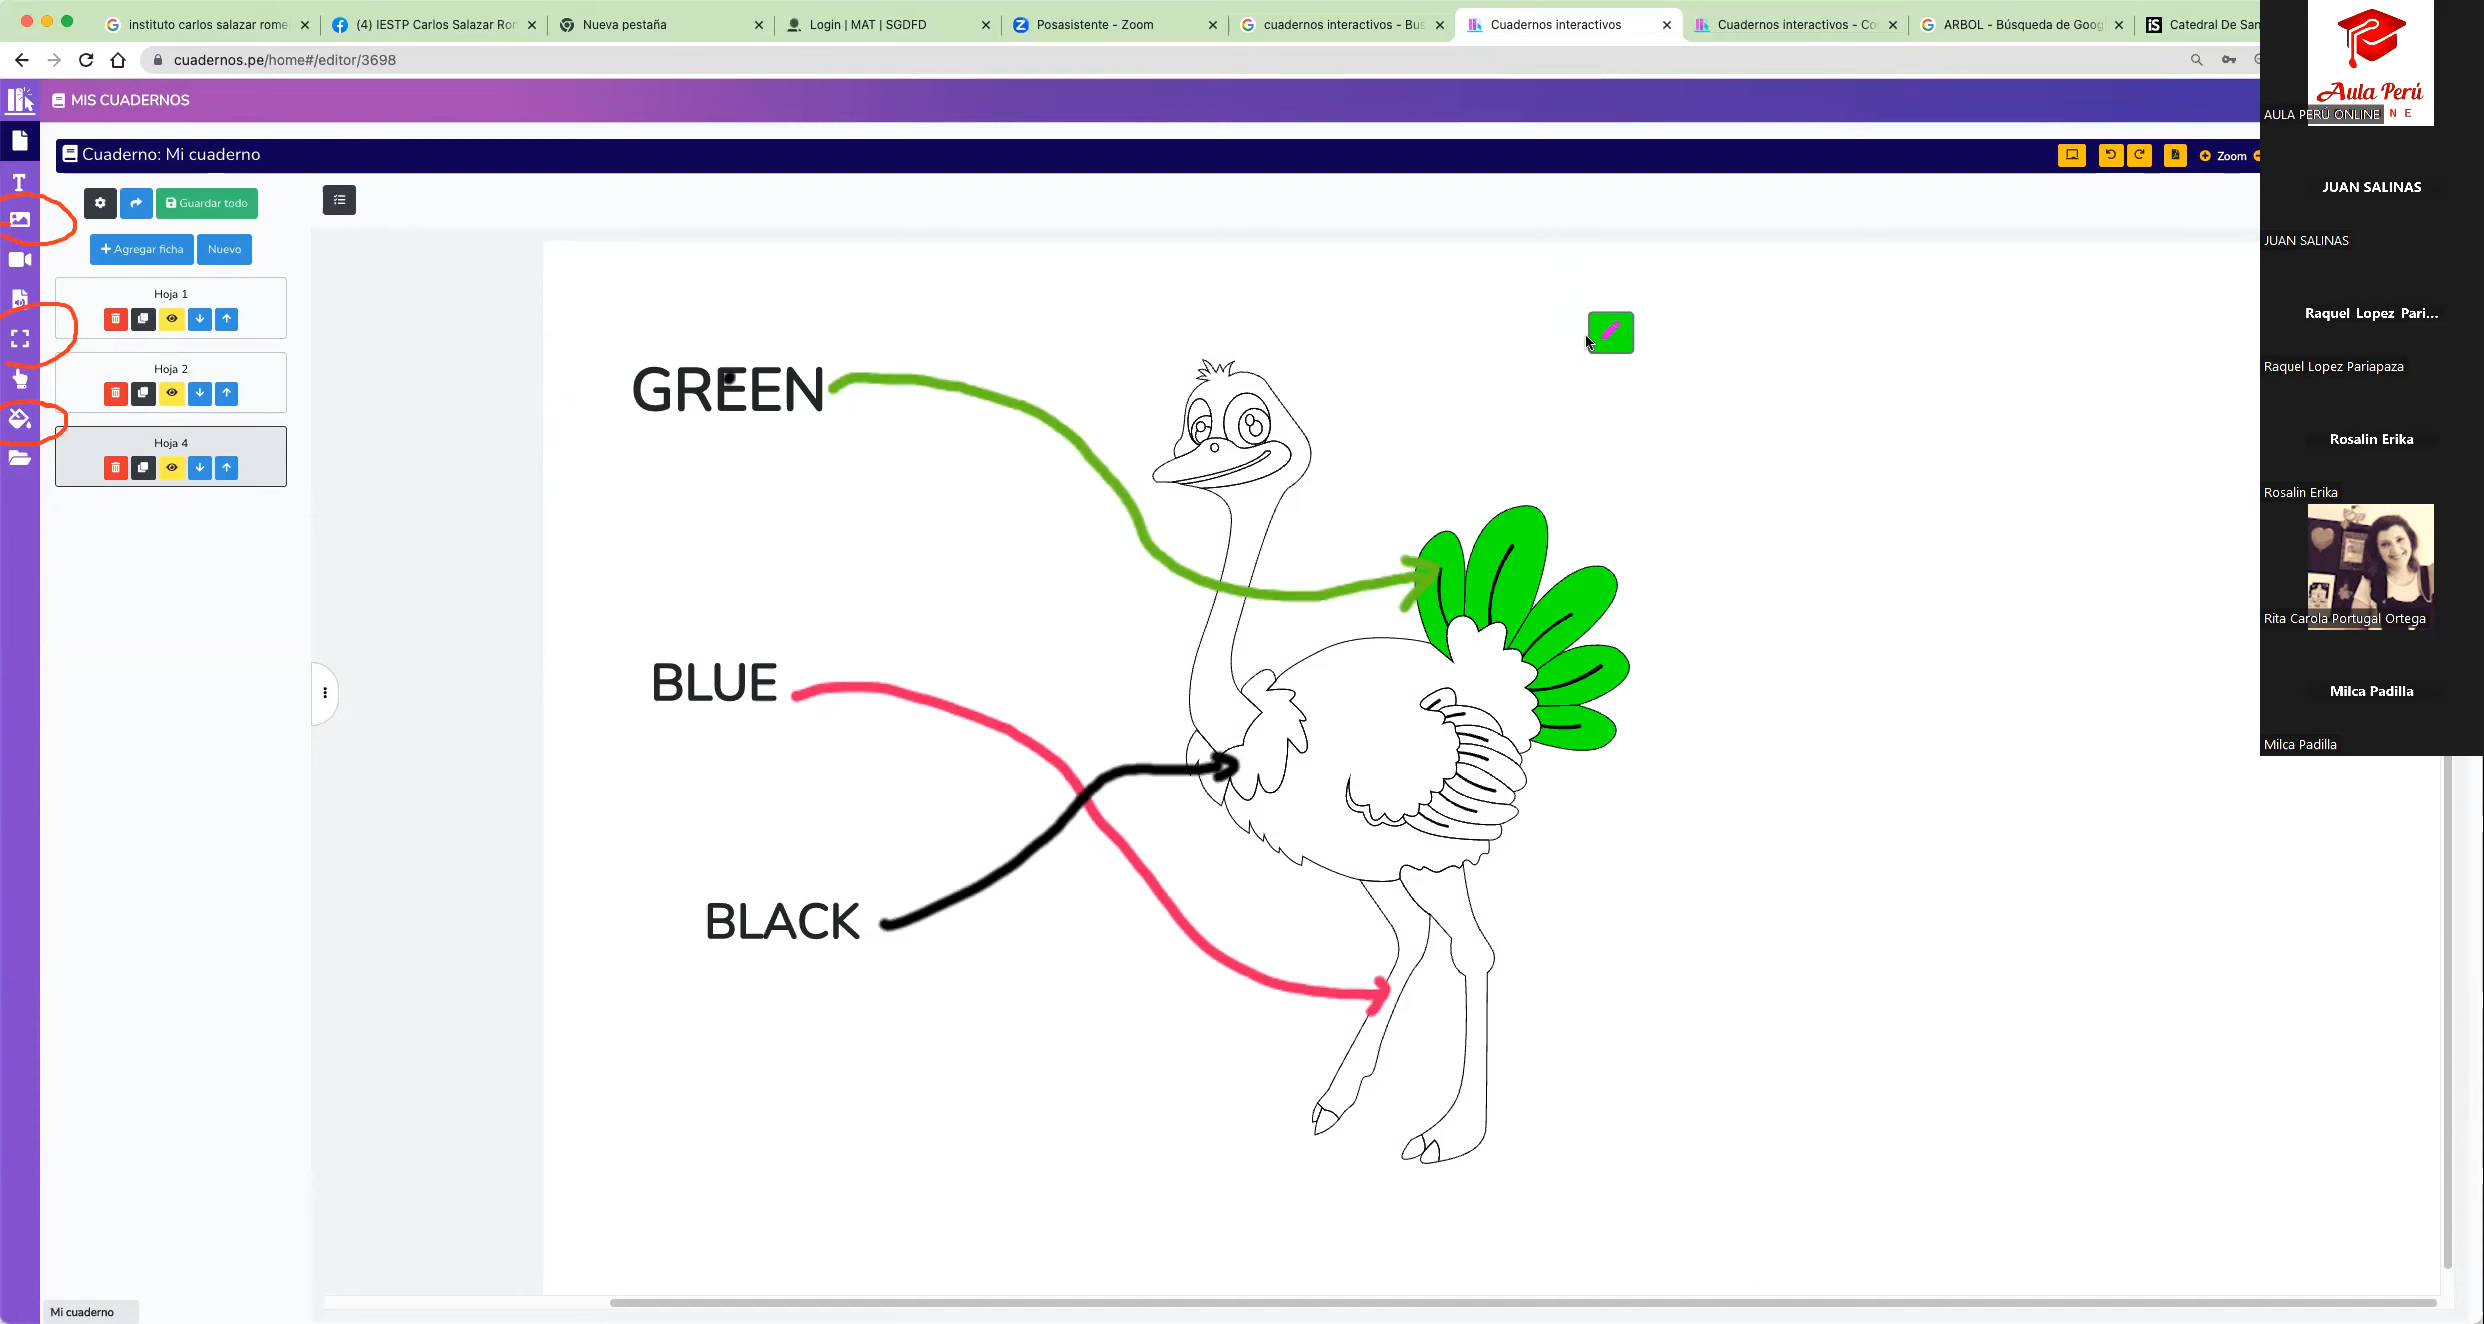 instituto carlos salazar rome
(4) IESTP Carlos Salazar Ror
Nueva pestaña
Login | MAT | SGDFD
Posasistente - Zoom
cuadernos interactivos - Bus
Cuadernos interactivos
Cuadernos interactivos - Co
ARBOL - Búsqueda de Goog
Catedral De San
cuadernos.pe/home#/editor/3698
MIS CUADERNOS
Cuaderno: Mi cuaderno
Zoom
Guardar todo
Agregar ficha
Nuevo
Hoja 1
Hoja 2
Hoja 4
GREEN
BLUE
BLACK
Mi cuaderno
Aula Perú
N E
AULA PERÚ ONLINE
JUAN SALINAS
JUAN SALINAS
Raquel Lopez Pari...
Raquel Lopez Pariapaza
Rosalin Erika
Rosalin Erika
Rita Carola Portugal Ortega
Milca Padilla
Milca Padilla